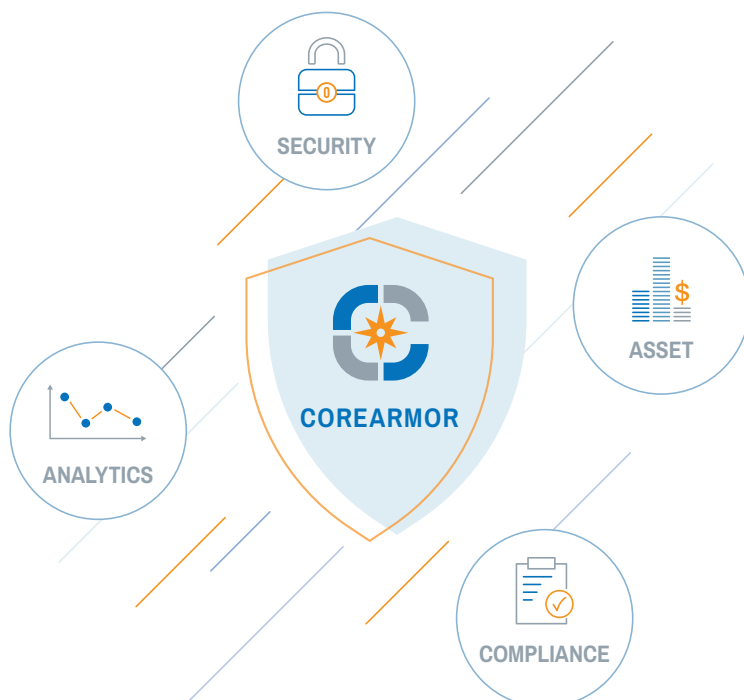 SECURITY
$
ASSET
COREARMOR
ANALYTICS
COMPLIANCE